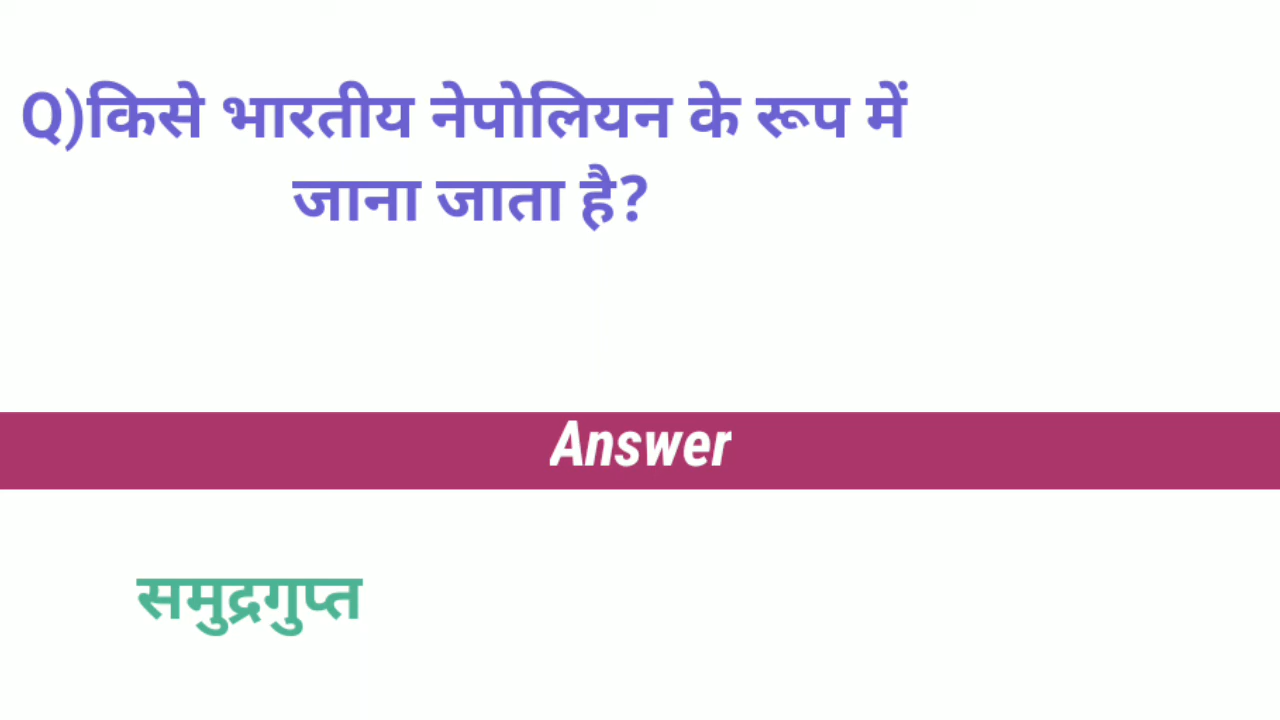 Q)किसे भारतीय नेपोलियन के रूप में
जाना जाता है?
Answer
समुद्रगुप्त